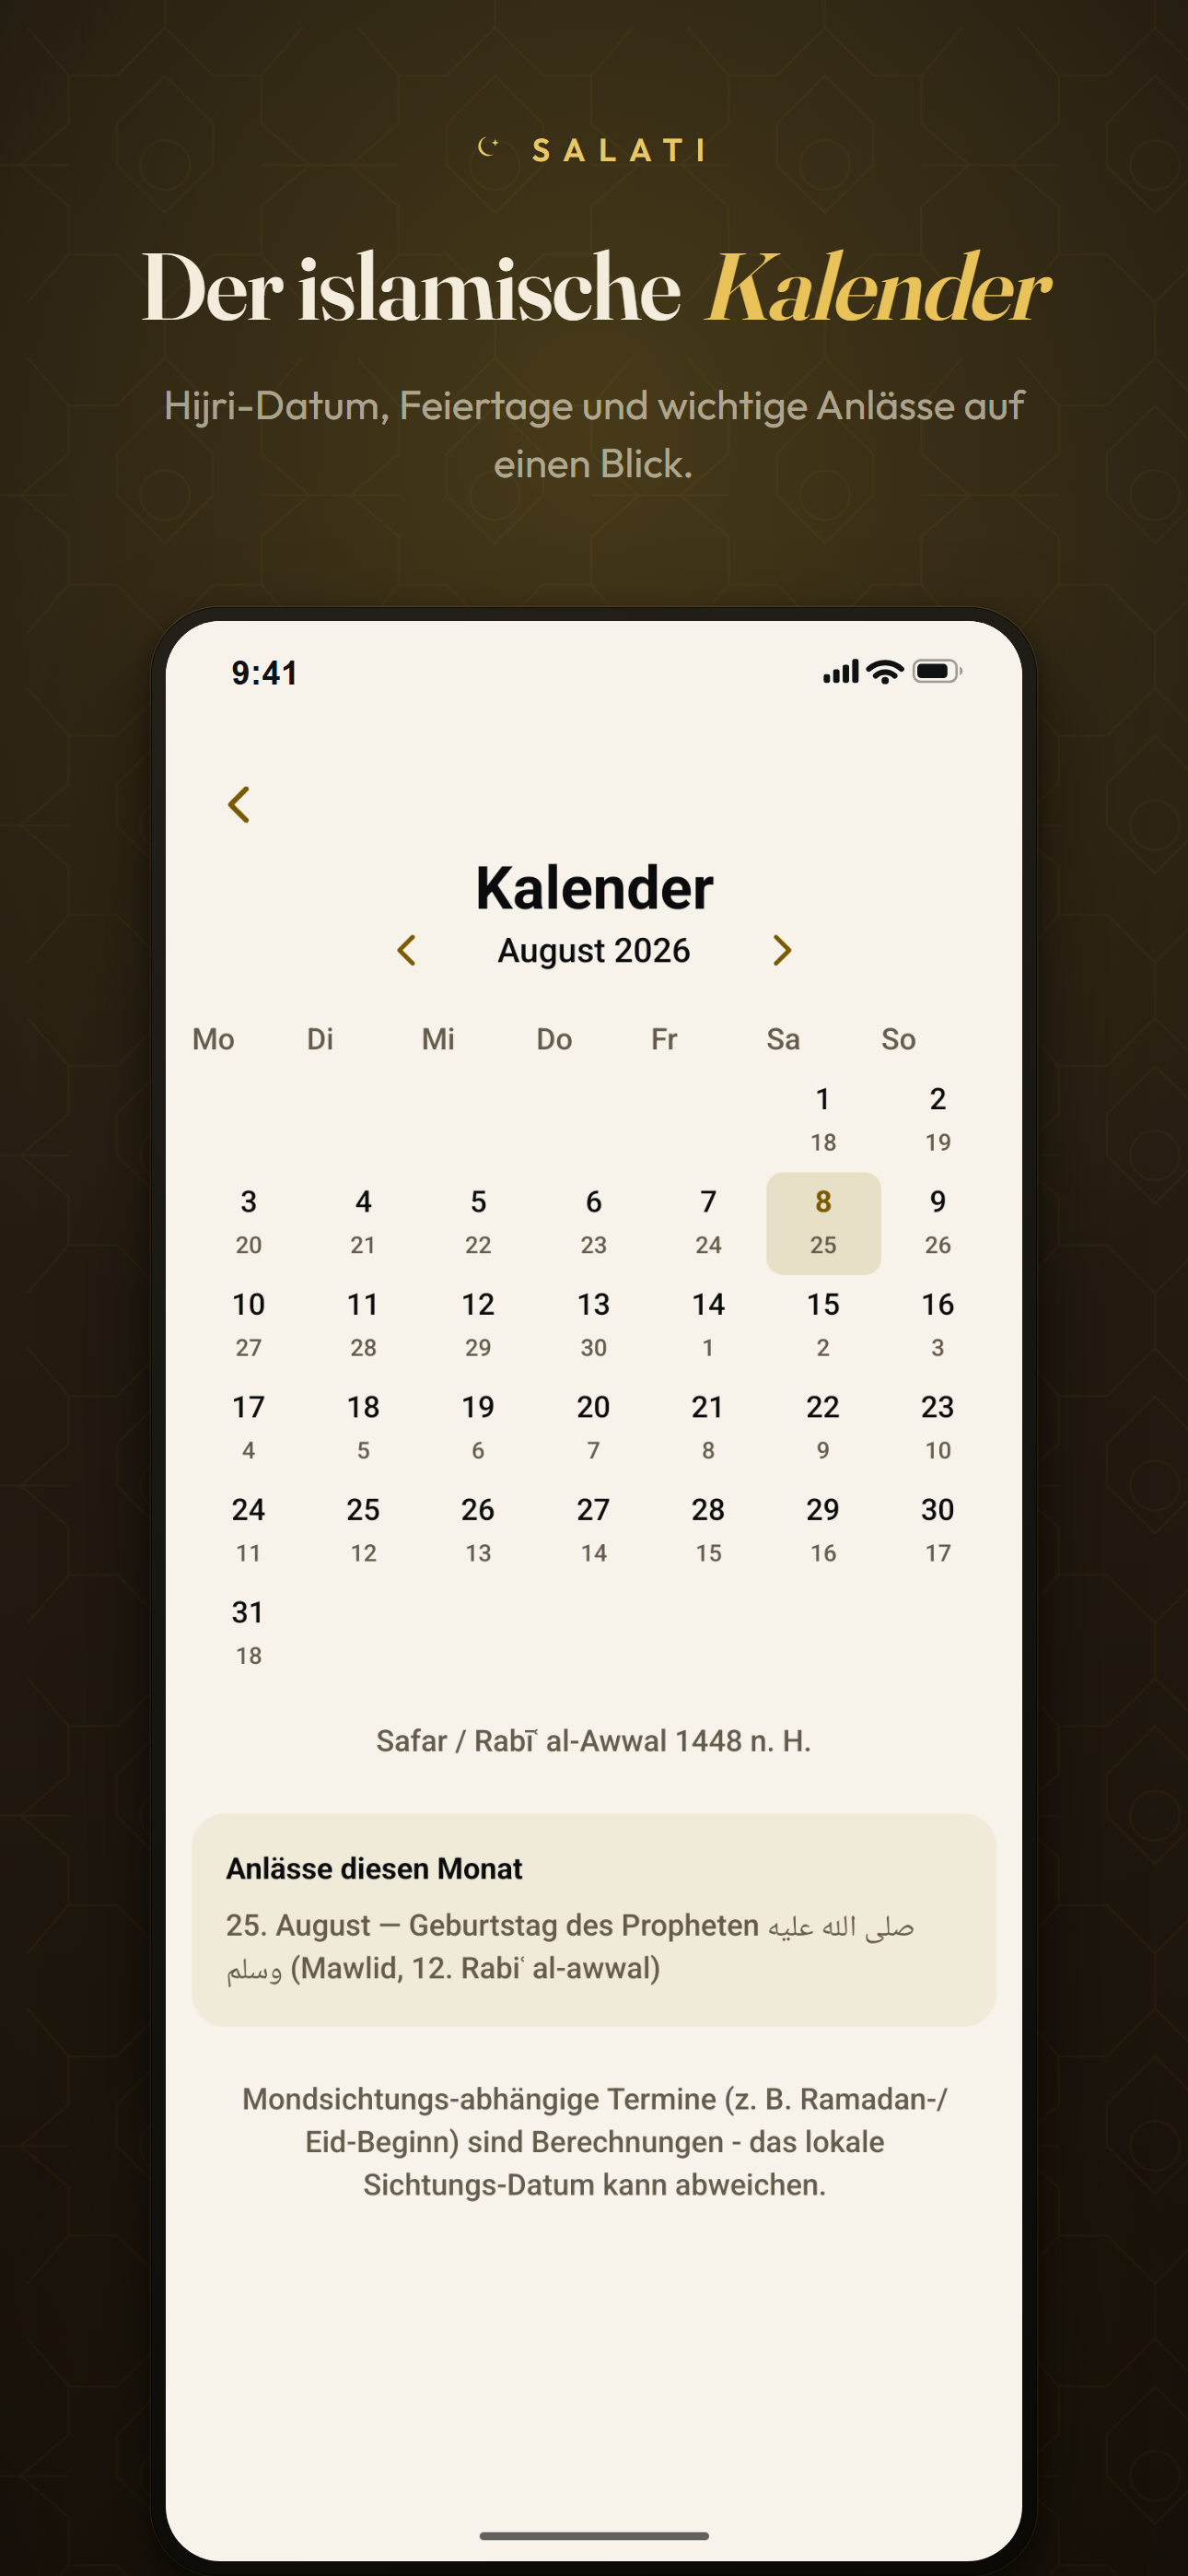 SALATI
Der islamische Kalender
Hijri-Datum, Feiertage und wichtige Anlässe auf
einen Blick.
9:41
Kalender
August 2026
Mo Di Mi Do Fr Sa So
1 2
18 19
3 4 5 6 7 8 9
20 21 22 23 24 25 26
10 11 12 13 14 15 16
27 28 29 30 1 2 3
17 18 19 20 21 22 23
4 5 6 7 8 9 10
24 25 26 27 28 29 30
11 12 13 14 15 16 17
31
18
Safar / Rabīʿ al-Awwal 1448 n. H.
Anlässe diesen Monat
25. August — Geburtstag des Propheten صلى الله عليه
وسلم (Mawlid, 12. Rabiʿ al-awwal)
Mondsichtungs-abhängige Termine (z. B. Ramadan-/
Eid-Beginn) sind Berechnungen - das lokale
Sichtungs-Datum kann abweichen.